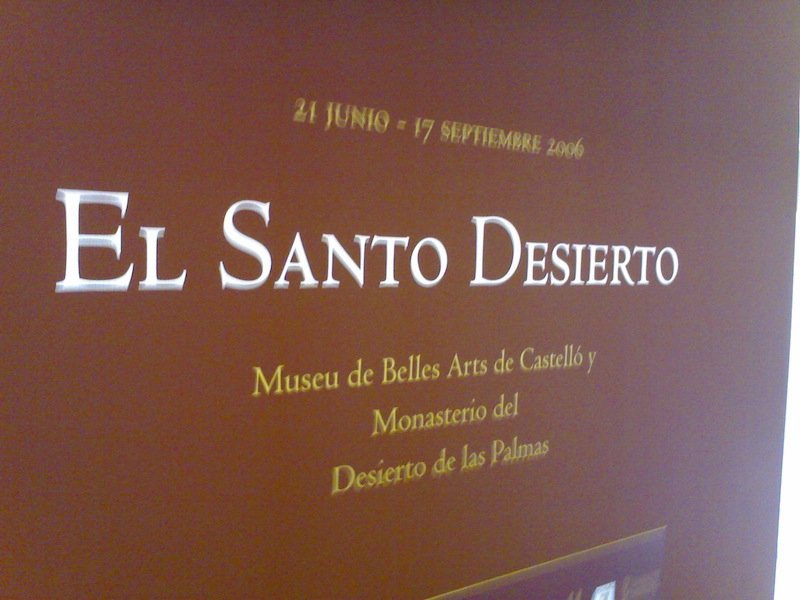 21 JUNIO - 17 SEPTIEMBRE 2006
EL SANTO DESIERTO
Museu de Belles Arts de Castelló y
Monasterio del
Desierto de las Palmas